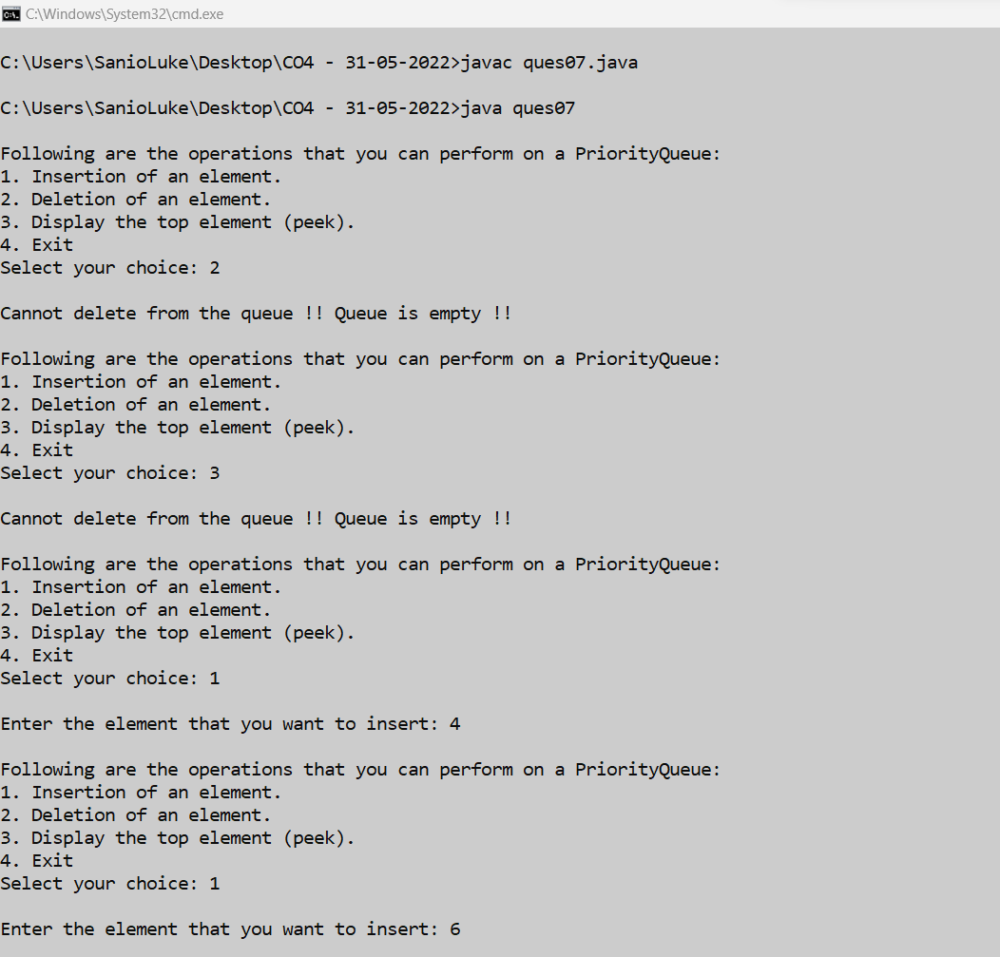 C:\Windows\System32\cmd.exe
C:\Users\SanioLuke\Desktop\CO4 - 31-05-2022>javac ques07.java
C:\Users\SanioLuke\Desktop\CO4 - 31-05-2022>java ques07
Following are the operations that you can perform on a PriorityQueue:
1. Insertion of an element.
2. Deletion of an element.
3. Display the top element (peek).
4. Exit
Select your choice: 2
Cannot delete from the queue !! Queue is empty !!
Following are the operations that you can perform on a PriorityQueue:
1. Insertion of an element.
2. Deletion of an element.
3. Display the top element (peek).
4. Exit
Select your choice: 3
Cannot delete from the queue !! Queue is empty !!
Following are the operations that you can perform on a PriorityQueue:
1. Insertion of an element.
2. Deletion of an element.
3. Display the top element (peek).
4. Exit
Select your choice: 1
Enter the element that you want to insert: 4
Following are the operations that you can perform on a PriorityQueue:
1. Insertion of an element.
2. Deletion of an element.
3. Display the top element (peek).
4. Exit
Select your choice: 1
Enter the element that you want to insert: 6